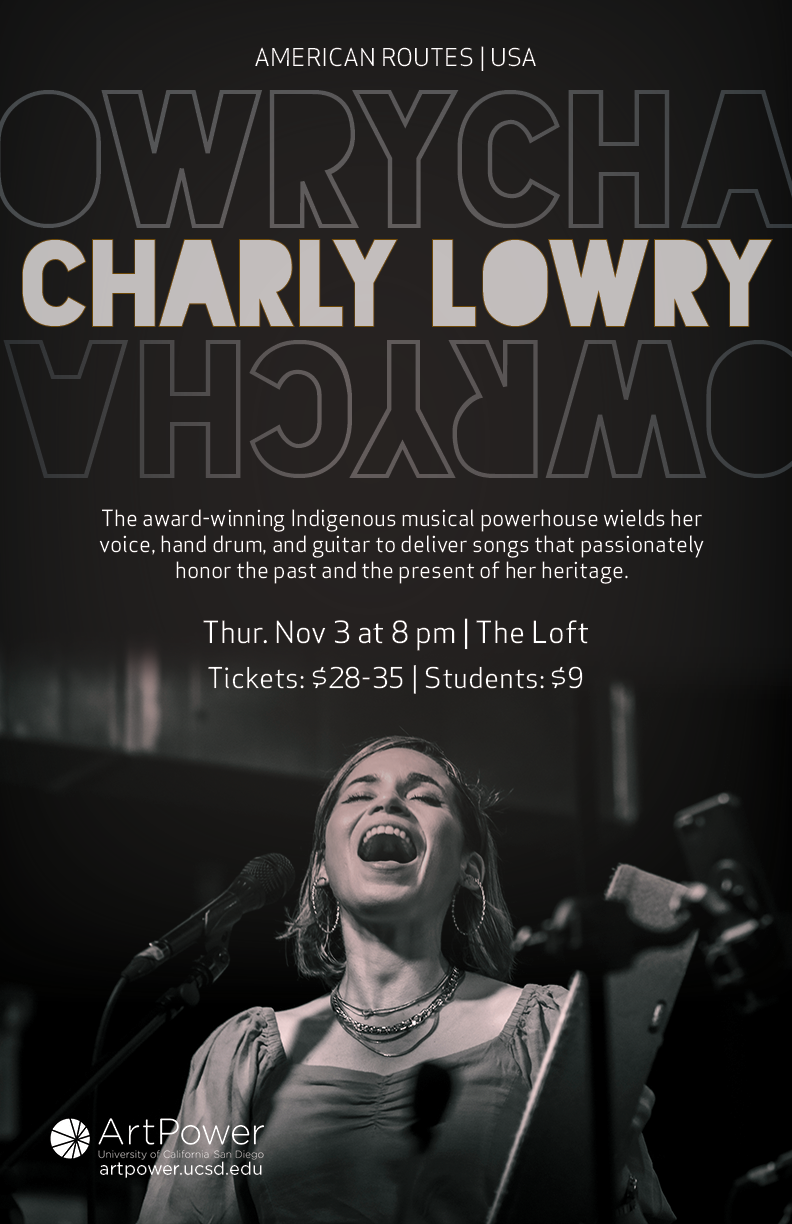 AMERICAN ROUTES | USA
OWRYCHA
CHARLY LOWRY
OWRYCHA
The award-winning Indigenous musical powerhouse wields her
voice, hand drum, and guitar to deliver songs that passionately
honor the past and the present of her heritage.
Thur. Nov 3 at 8 pm | The Loft
Tickets: $28-35 | Students: $9
ArtPower
University of California San Diego
artpower.ucsd.edu